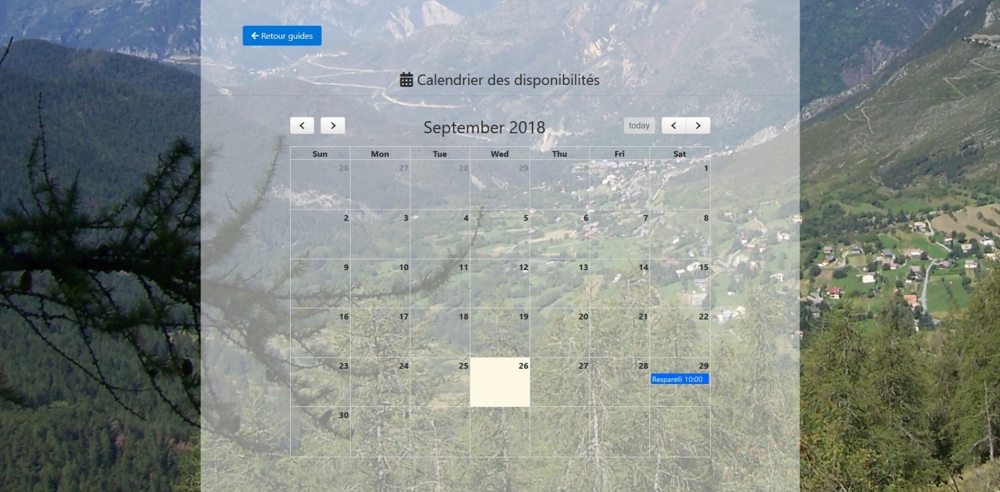 Retour guides
Calendrier des disponibilités
September 2018
today
Sun Mon Tue Wed Thu Fri Sat
26 27 28 29 30 31 1
2 3 4 5 6 7 8
9 10 11 12 13 14 15
16 17 18 19 20 21 22
23 24 25 26 27 28 29
Resparelli 10:00
30 1 2 3 4 5 6